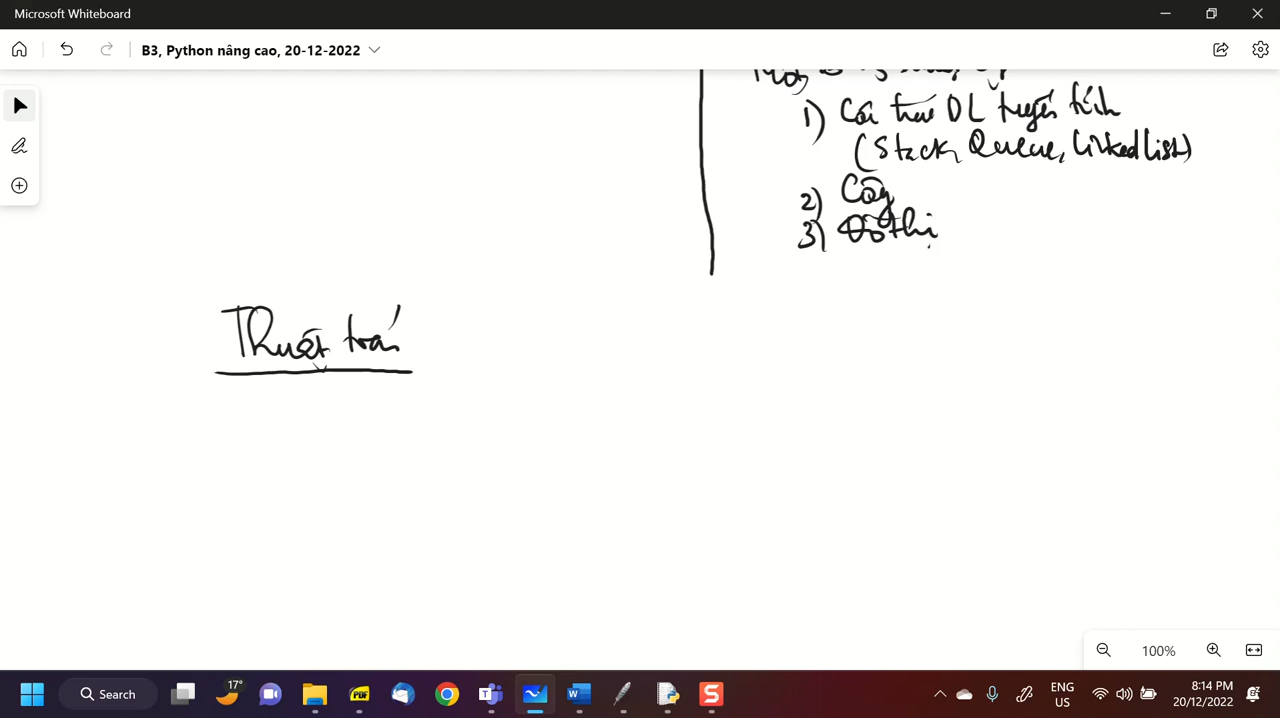 Microsoft Whiteboard
B3, Python nâng cao, 20-12-2022
1) Cấu trúc DL tuyến tính
(Stack, Queue, Linked list)
2) Cây
3) Đồ thị
Thuật toán
100%
Search
17°
PDF
ENG
US
8:14 PM
20/12/2022